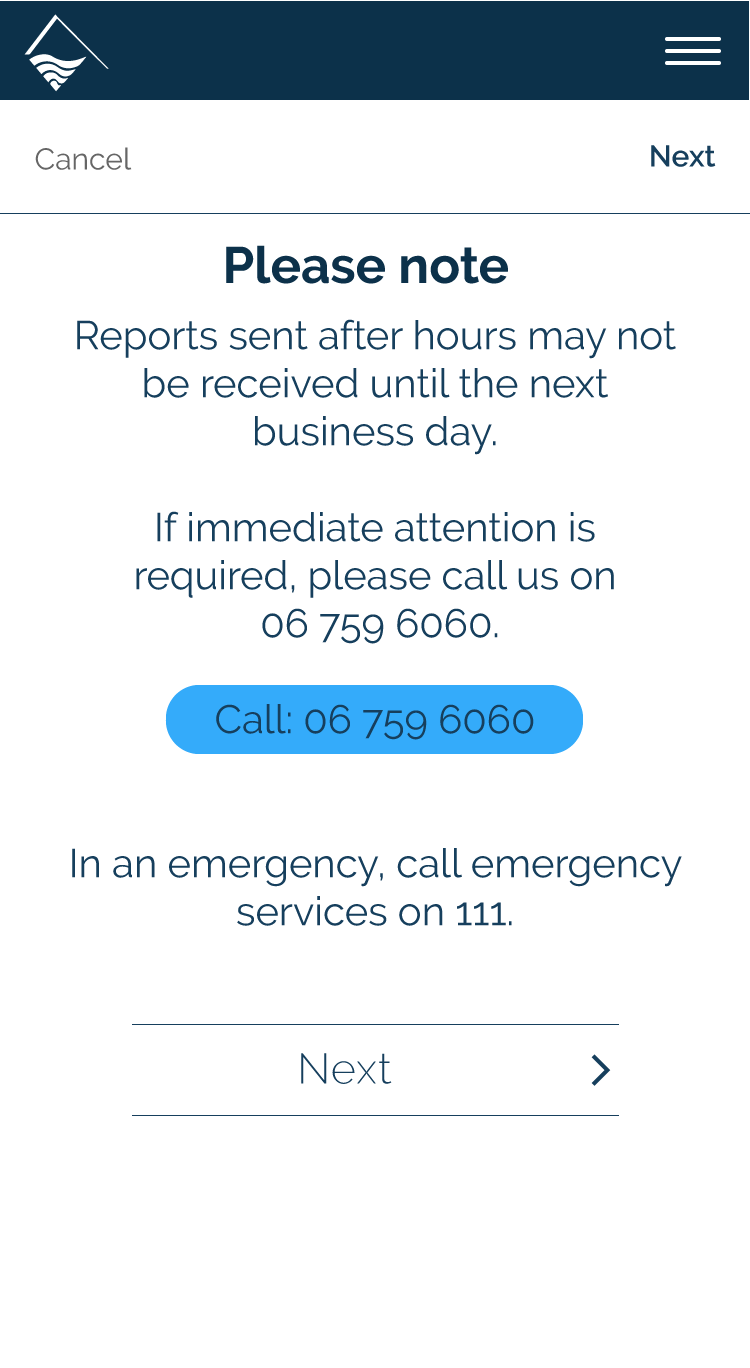 Cancel
Next
Please note
Reports sent after hours may not
be received until the next
business day.
If immediate attention is
required, please call us on
06 759 6060.
Call: 06 759 6060
In an emergency, call emergency
services on 111.
Next